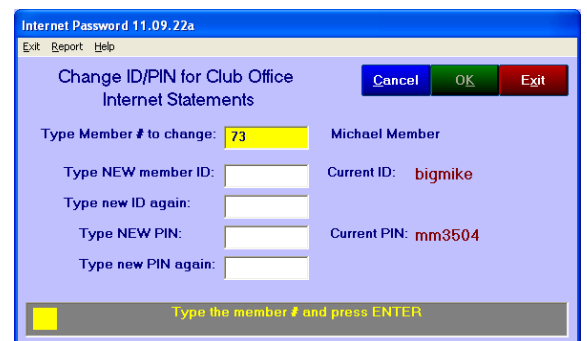 Internet Password 11.09.22a
Exit Report Help
Change ID/PIN for Club Office
Internet Statements
Cancel OK Exit
Type Member # to change: 73 Michael Member
Type NEW member ID: Current ID: bigmike
Type new ID again:
Type NEW PIN: Current PIN: mm3504
Type new PIN again:
Type the member # and press ENTER